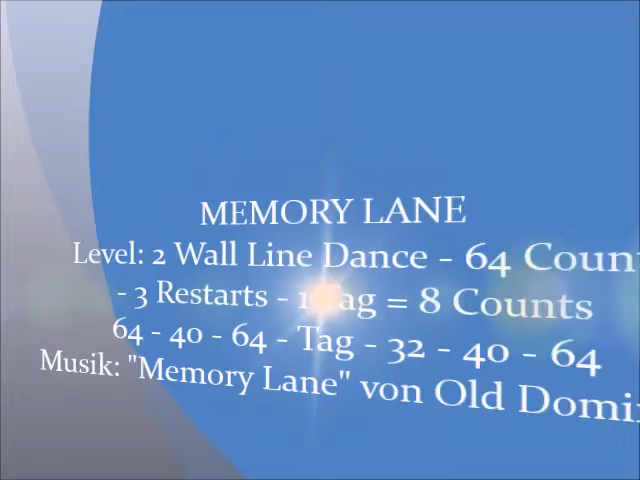 MEMORY LANE
Level: 2 Wall Line Dance - 64 Coun
- 3 Restarts - 1 Tag = 8 Counts
64 - 40 - 64 - Tag - 32 - 40 - 64
Musik: "Memory Lane" von Old Domi